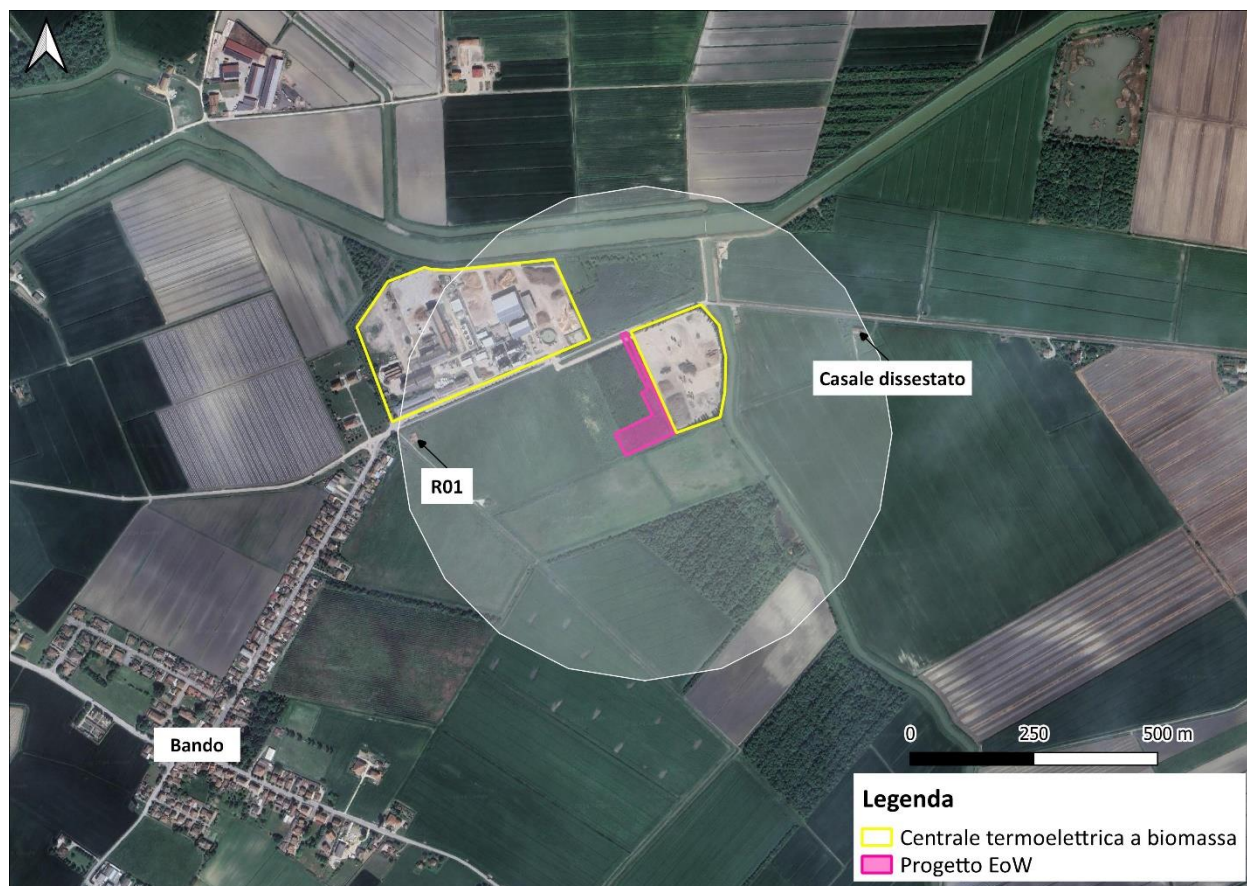 Casale dissestato
R01
Bando
0 250 500 m
Legenda
Centrale termoelettrica a biomassa
Progetto EoW